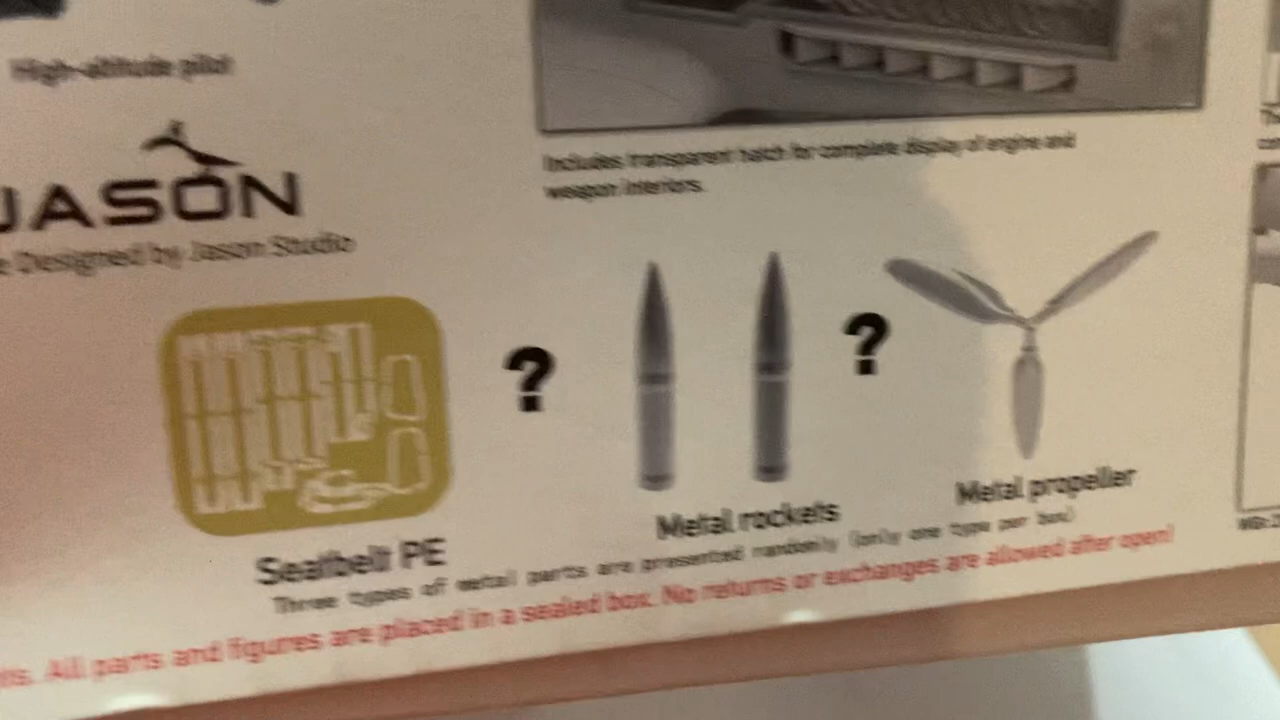 High-altitude pilot
JASON
Designed by Jason Studio
Includes transparent hatch for complete display of engine and
weapon interiors.
?
?
Seatbelt PE
Metal rockets
Metal propeller
Three types of metal parts are presented randomly (only one type per box)
All parts and figures are placed in a sealed box. No returns or exchanges are allowed after open!